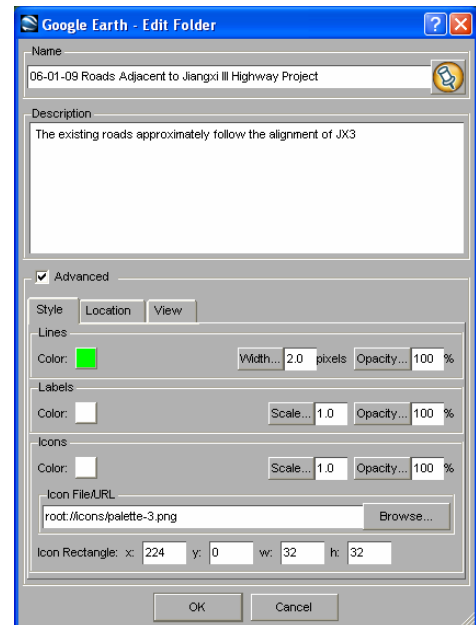 Google Earth - Edit Folder
Name
06-01-09 Roads Adjacent to Jiangxi III Highway Project
Description
The existing roads approximately follow the alignment of JX3
Advanced
Style Location View
Lines
Color: Width... 2.0 pixels Opacity... 100 %
Labels
Color: Scale... 1.0 Opacity... 100 %
Icons
Color: Scale... 1.0 Opacity... 100 %
Icon File/URL
root://icons/palette-3.png Browse...
Icon Rectangle: x: 224 y: 0 w: 32 h: 32
OK Cancel